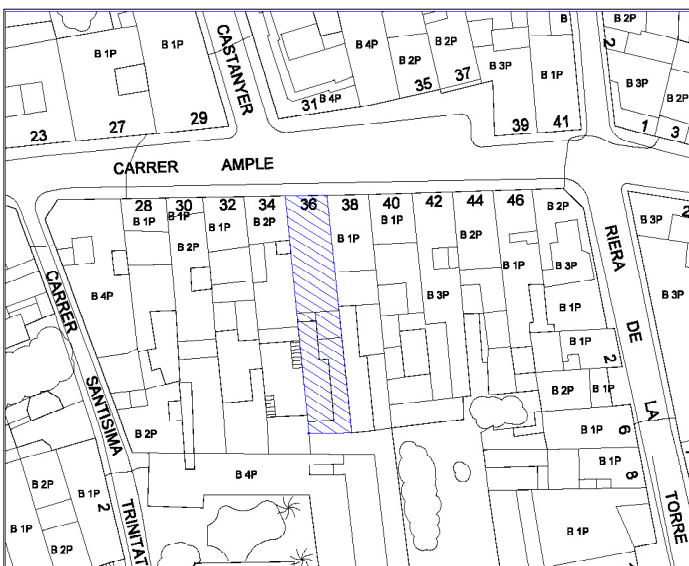 B 1P
B 1P
CASTANYER
B 4P
B 2P
B 2P
B 3P
B 1P
2
B 2P
B 3P
B 2P
23
27
29
31 B 4P
35
37
39
41
1
3
CARRER AMPLE
28
30
32
34
36
38
40
42
44
46
B 1P
B 1P
B 2P
B 1P
B 2P
B 1P
B 1P
B 3P
B 2P
B 1P
B 2P
B 3P
B 1P
B 1P
2
B 2P
B 1P
B 1P
6
B 1P
8
B 1P
B 3P
2
B 3P
B 4P
B 2P
B 4P
CARRER SANTISIMA TRINITAT
RIERA DE LA TORRE
B 2P
B 1P
2
B 1P
B 2P